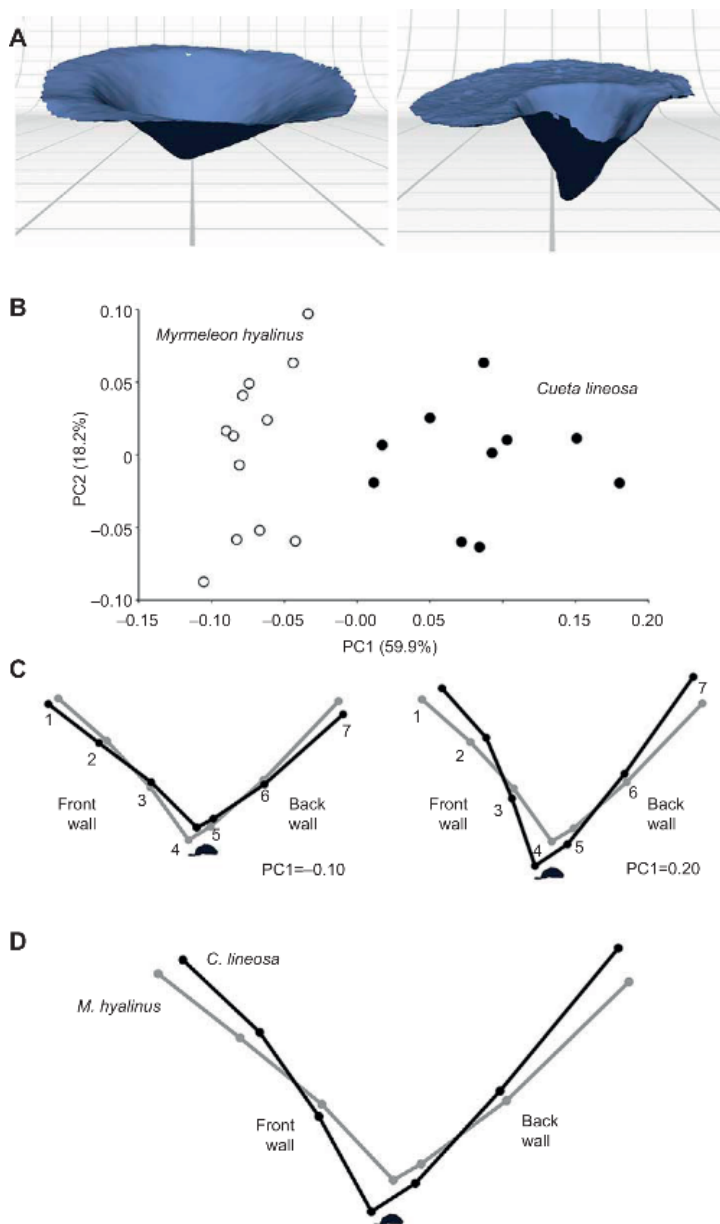 A
B
0.10
0.05
0
–0.05
–0.10
PC2 (18.2%)
Myrmeleon hyalinus
Cueta lineosa
–0.15
–0.10
–0.05
–0.00
0.05
0.10
0.15
0.20
PC1 (59.9%)
C
1
2
3
4
5
6
7
Front
wall
Back
wall
PC1=–0.10
1
2
3
4
5
6
7
Front
wall
Back
wall
PC1=0.20
D
C. lineosa
M. hyalinus
Front
wall
Back
wall